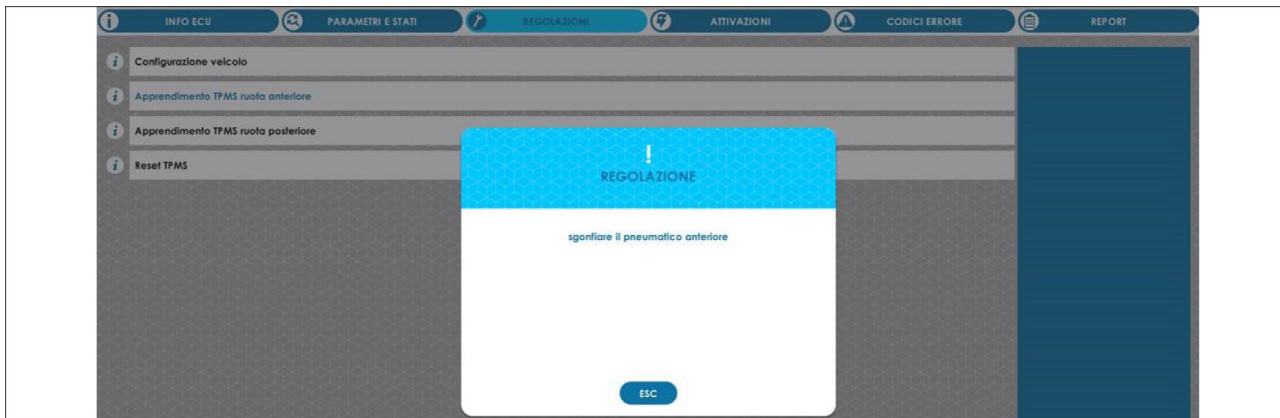 INFO ECU
PARAMETRI E STATI
REGOLAZIONI
ATTIVAZIONI
CODICI ERRORE
REPORT
Configurazione veicolo
Apprendimento TPMS ruota anteriore
Apprendimento TPMS ruota posteriore
Reset TPMS
!
REGOLAZIONE
sgonfiare il pneumatico anteriore
ESC